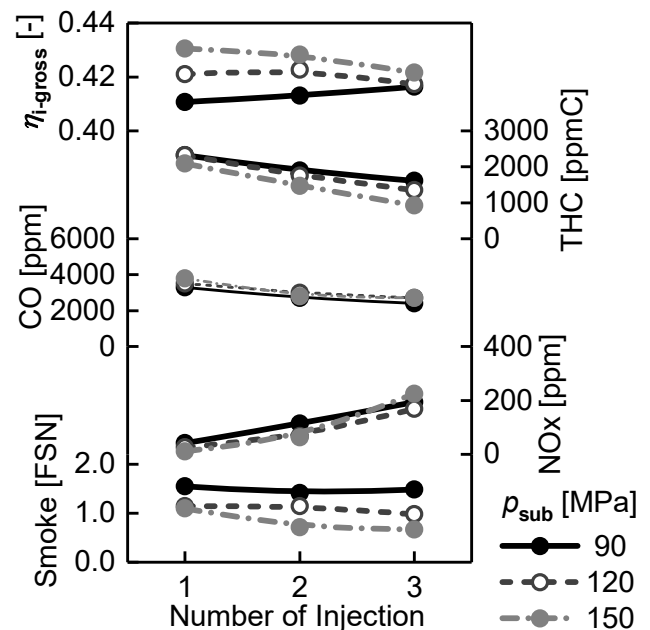 0.44
0.42
0.40
ηi-gross [-]
3000
2000
1000
0
THC [ppmC]
6000
4000
2000
0
CO [ppm]
400
200
0
NOx [ppm]
2.0
1.0
0.0
Smoke [FSN]
1 2 3
Number of Injection
psub [MPa]
90
120
150